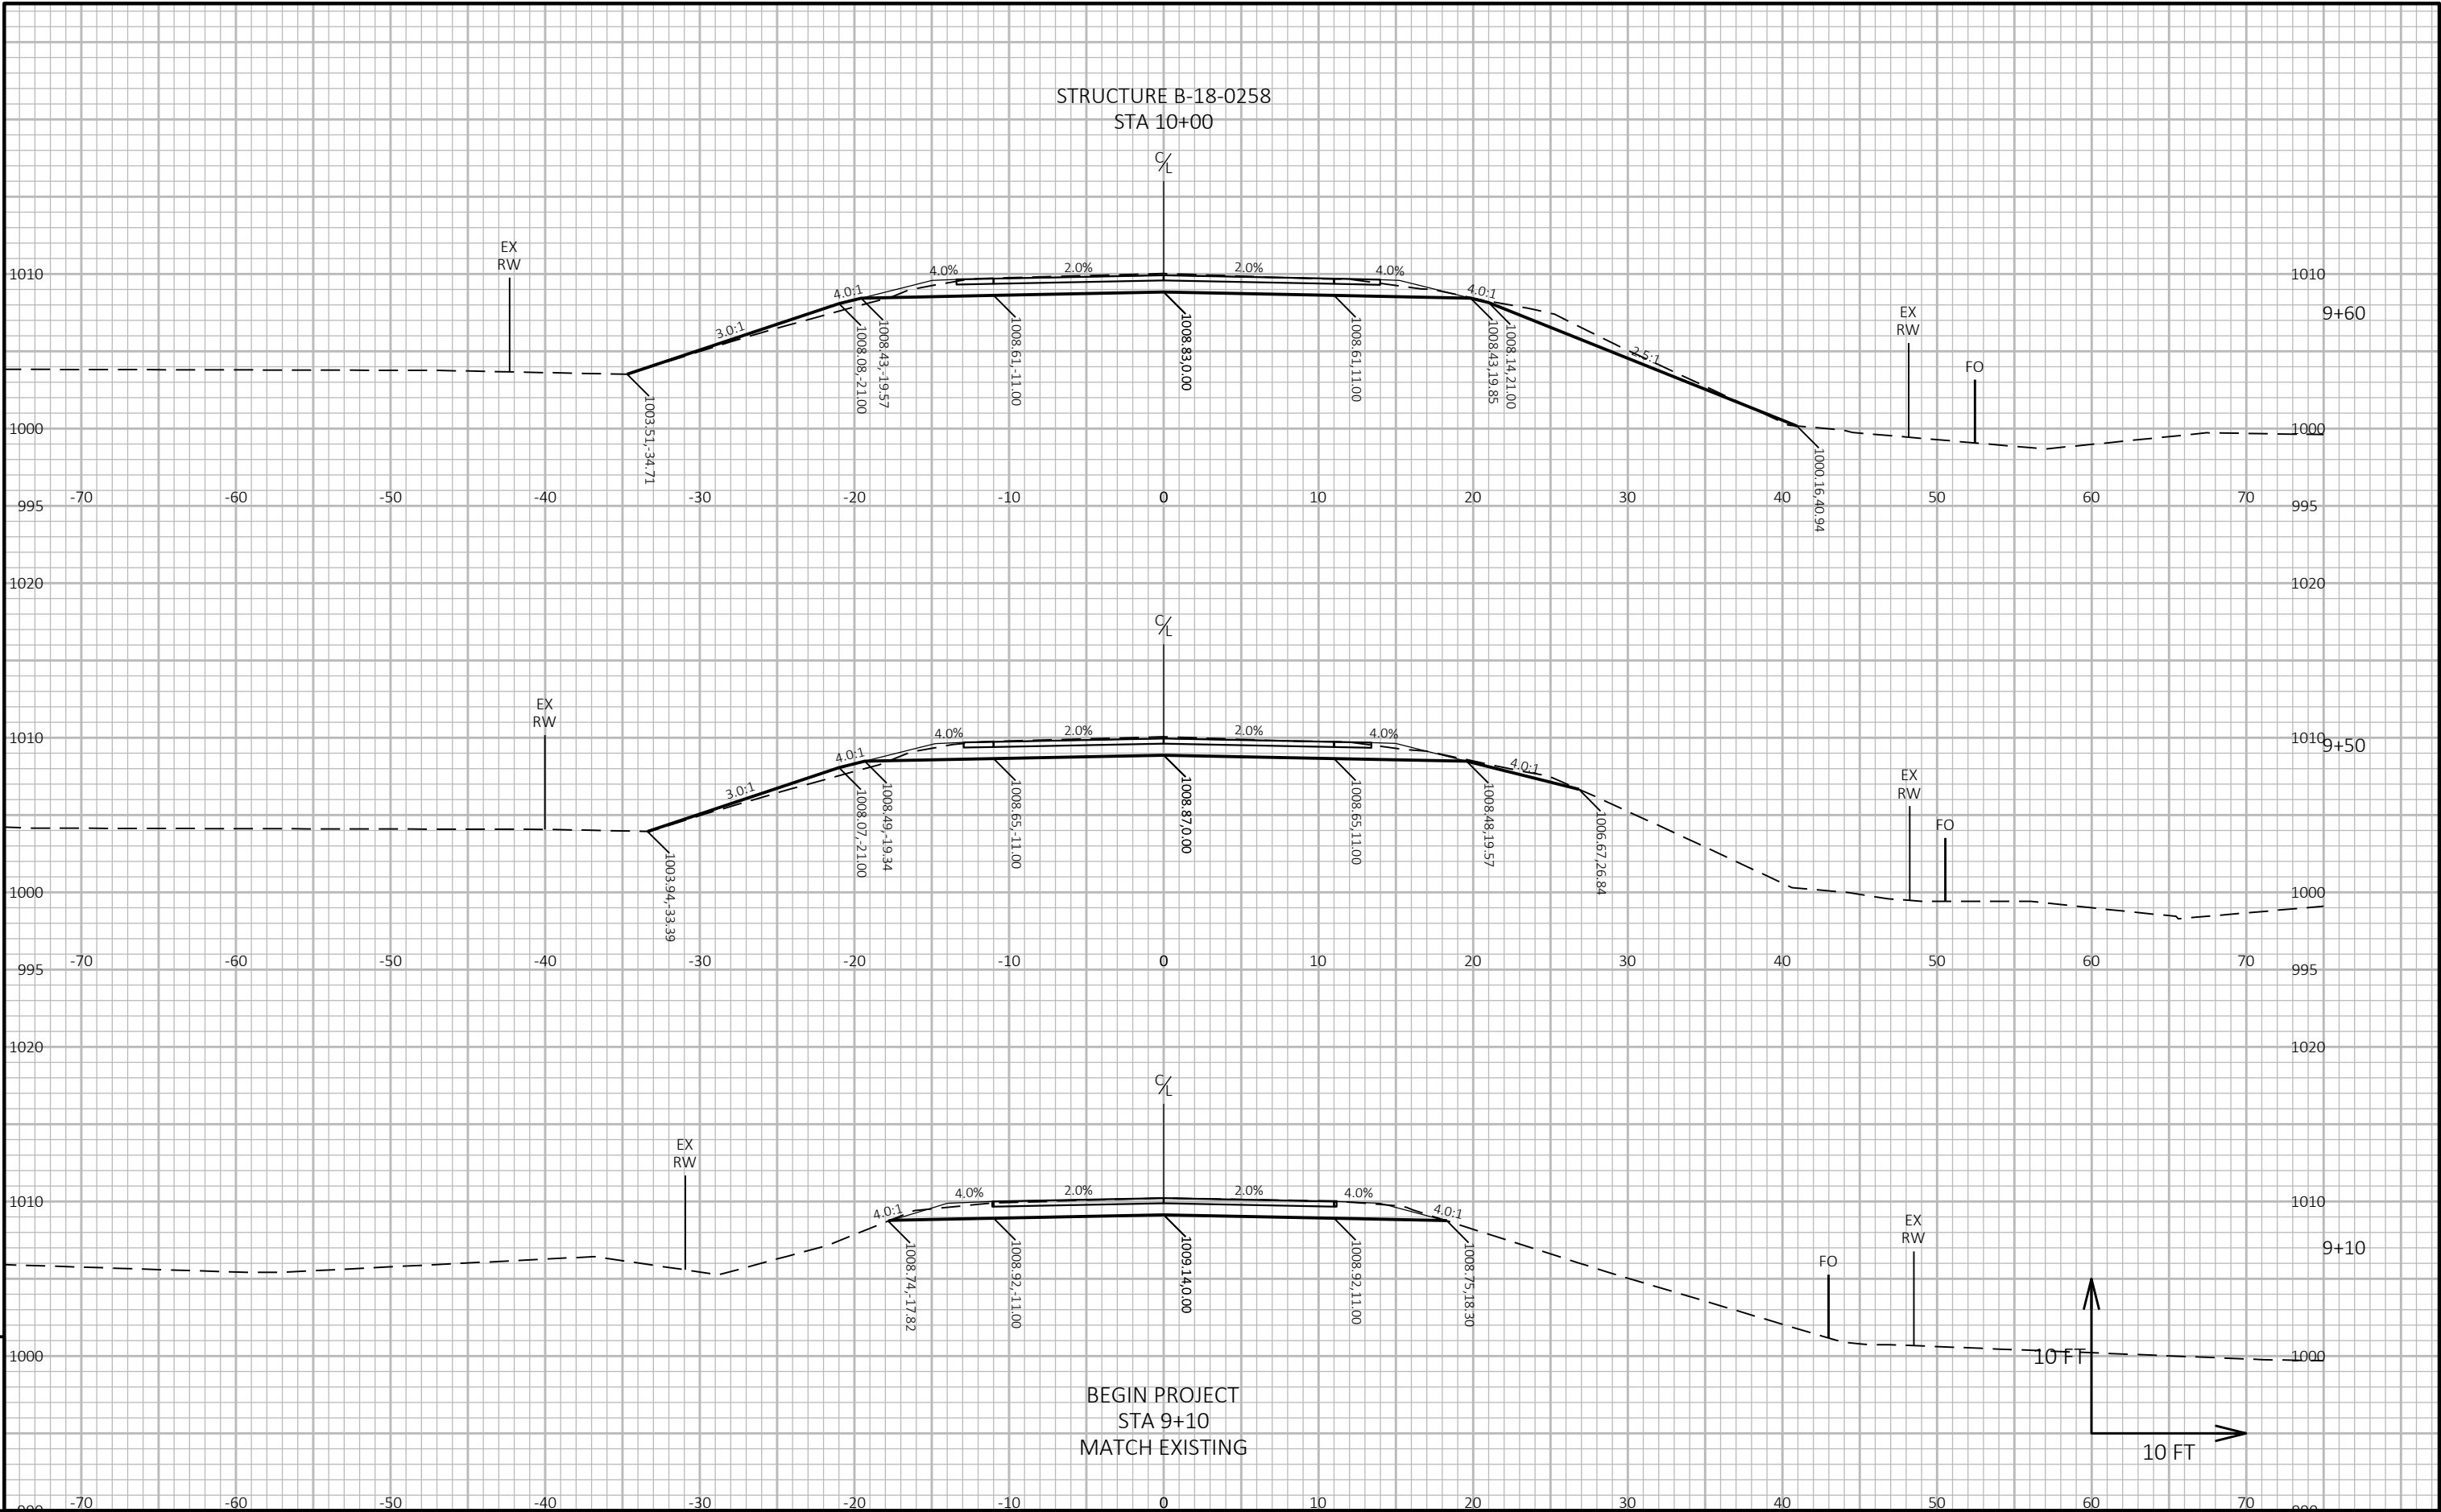 STRUCTURE B-18-0258
STA 10+00
C/L
EX
RW
1010
4.0%
2.0%
2.0%
4.0%
1010
4.0:1
4.0:1
EX
RW
9+60
3.0:1
2.5:1
FO
1008.08,-21.00
1008.43,-19.57
1008.61,-11.00
1008.83,0.00
1008.61,11.00
1008.43,19.85
1008.14,21.00
1003.51,-34.71
1000.16,40.94
1000
1000
-70 -60 -50 -40 -30 -20 -10 0 10 20 30 40 50 60 70
995
995
1020
1020
C/L
EX
RW
1010
4.0%
2.0%
2.0%
4.0%
1010
9+50
4.0:1
4.0:1
3.0:1
EX
RW
FO
1008.07,-21.00
1008.49,-19.34
1008.65,-11.00
1008.87,0.00
1008.65,11.00
1008.48,19.57
1006.67,26.84
1003.94,-33.39
1000
1000
-70 -60 -50 -40 -30 -20 -10 0 10 20 30 40 50 60 70
995
995
1020
1020
C/L
EX
RW
1010
4.0%
2.0%
2.0%
4.0%
1010
4.0:1
4.0:1
EX
RW
9+10
FO
1008.74,-17.82
1008.92,-11.00
1009.14,0.00
1008.92,11.00
1008.75,18.30
1000
10 FT
1000
BEGIN PROJECT
STA 9+10
MATCH EXISTING
10 FT
-70 -60 -50 -40 -30 -20 -10 0 10 20 30 40 50 60 70